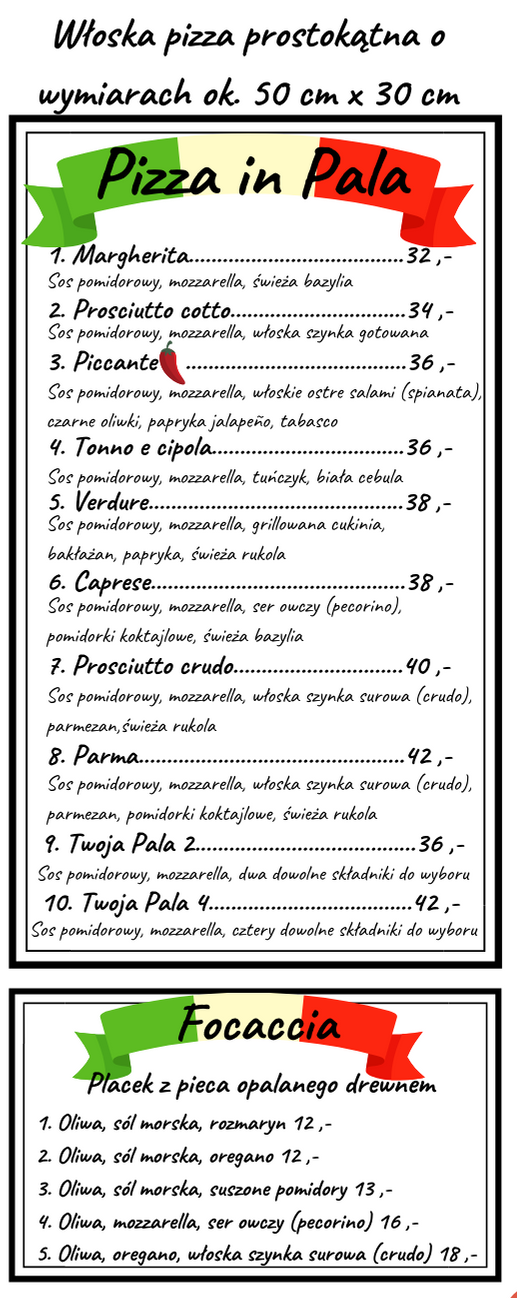 Włoska pizza prostokątna o
wymiarach ok. 50 cm x 30 cm
Pizza in Pala
1. Margherita....................................32 ,-
Sos pomidorowy, mozzarella, świeża bazylia
2. Prosciutto cotto.............................34 ,-
Sos pomidorowy, mozzarella, włoska szynka gotowana
3. Piccante ....................................36 ,-
Sos pomidorowy, mozzarella, włoskie ostre salami (spianata),
czarne oliwki, papryka jalapeño, tabasco
4. Tonno e cipola................................36 ,-
Sos pomidorowy, mozzarella, tuńczyk, biała cebula
5. Verdure...........................................38 ,-
Sos pomidorowy, mozzarella, grillowana cukinia,
bakłażan, papryka, świeża rukola
6. Caprese..........................................38 ,-
Sos pomidorowy, mozzarella, ser owczy (pecorino),
pomidorki koktajlowe, świeża bazylia
7. Prosciutto crudo............................40 ,-
Sos pomidorowy, mozzarella, włoska szynka surowa (crudo),
parmezan,świeża rukola
8. Parma............................................42 ,-
Sos pomidorowy, mozzarella, włoska szynka surowa (crudo),
parmezan, pomidorki koktajlowe, świeża rukola
9. Twoja Pala 2.....................................36 ,-
Sos pomidorowy, mozzarella, dwa dowolne składniki do wyboru
10. Twoja Pala 4..................................42 ,-
Sos pomidorowy, mozzarella, cztery dowolne składniki do wyboru
Focaccia
Placek z pieca opalanego drewnem
1. Oliwa, sól morska, rozmaryn 12 ,-
2. Oliwa, sól morska, oregano 12 ,-
3. Oliwa, sól morska, suszone pomidory 13 ,-
4. Oliwa, mozzarella, ser owczy (pecorino) 16 ,-
5. Oliwa, oregano, włoska szynka surowa (crudo) 18 ,-